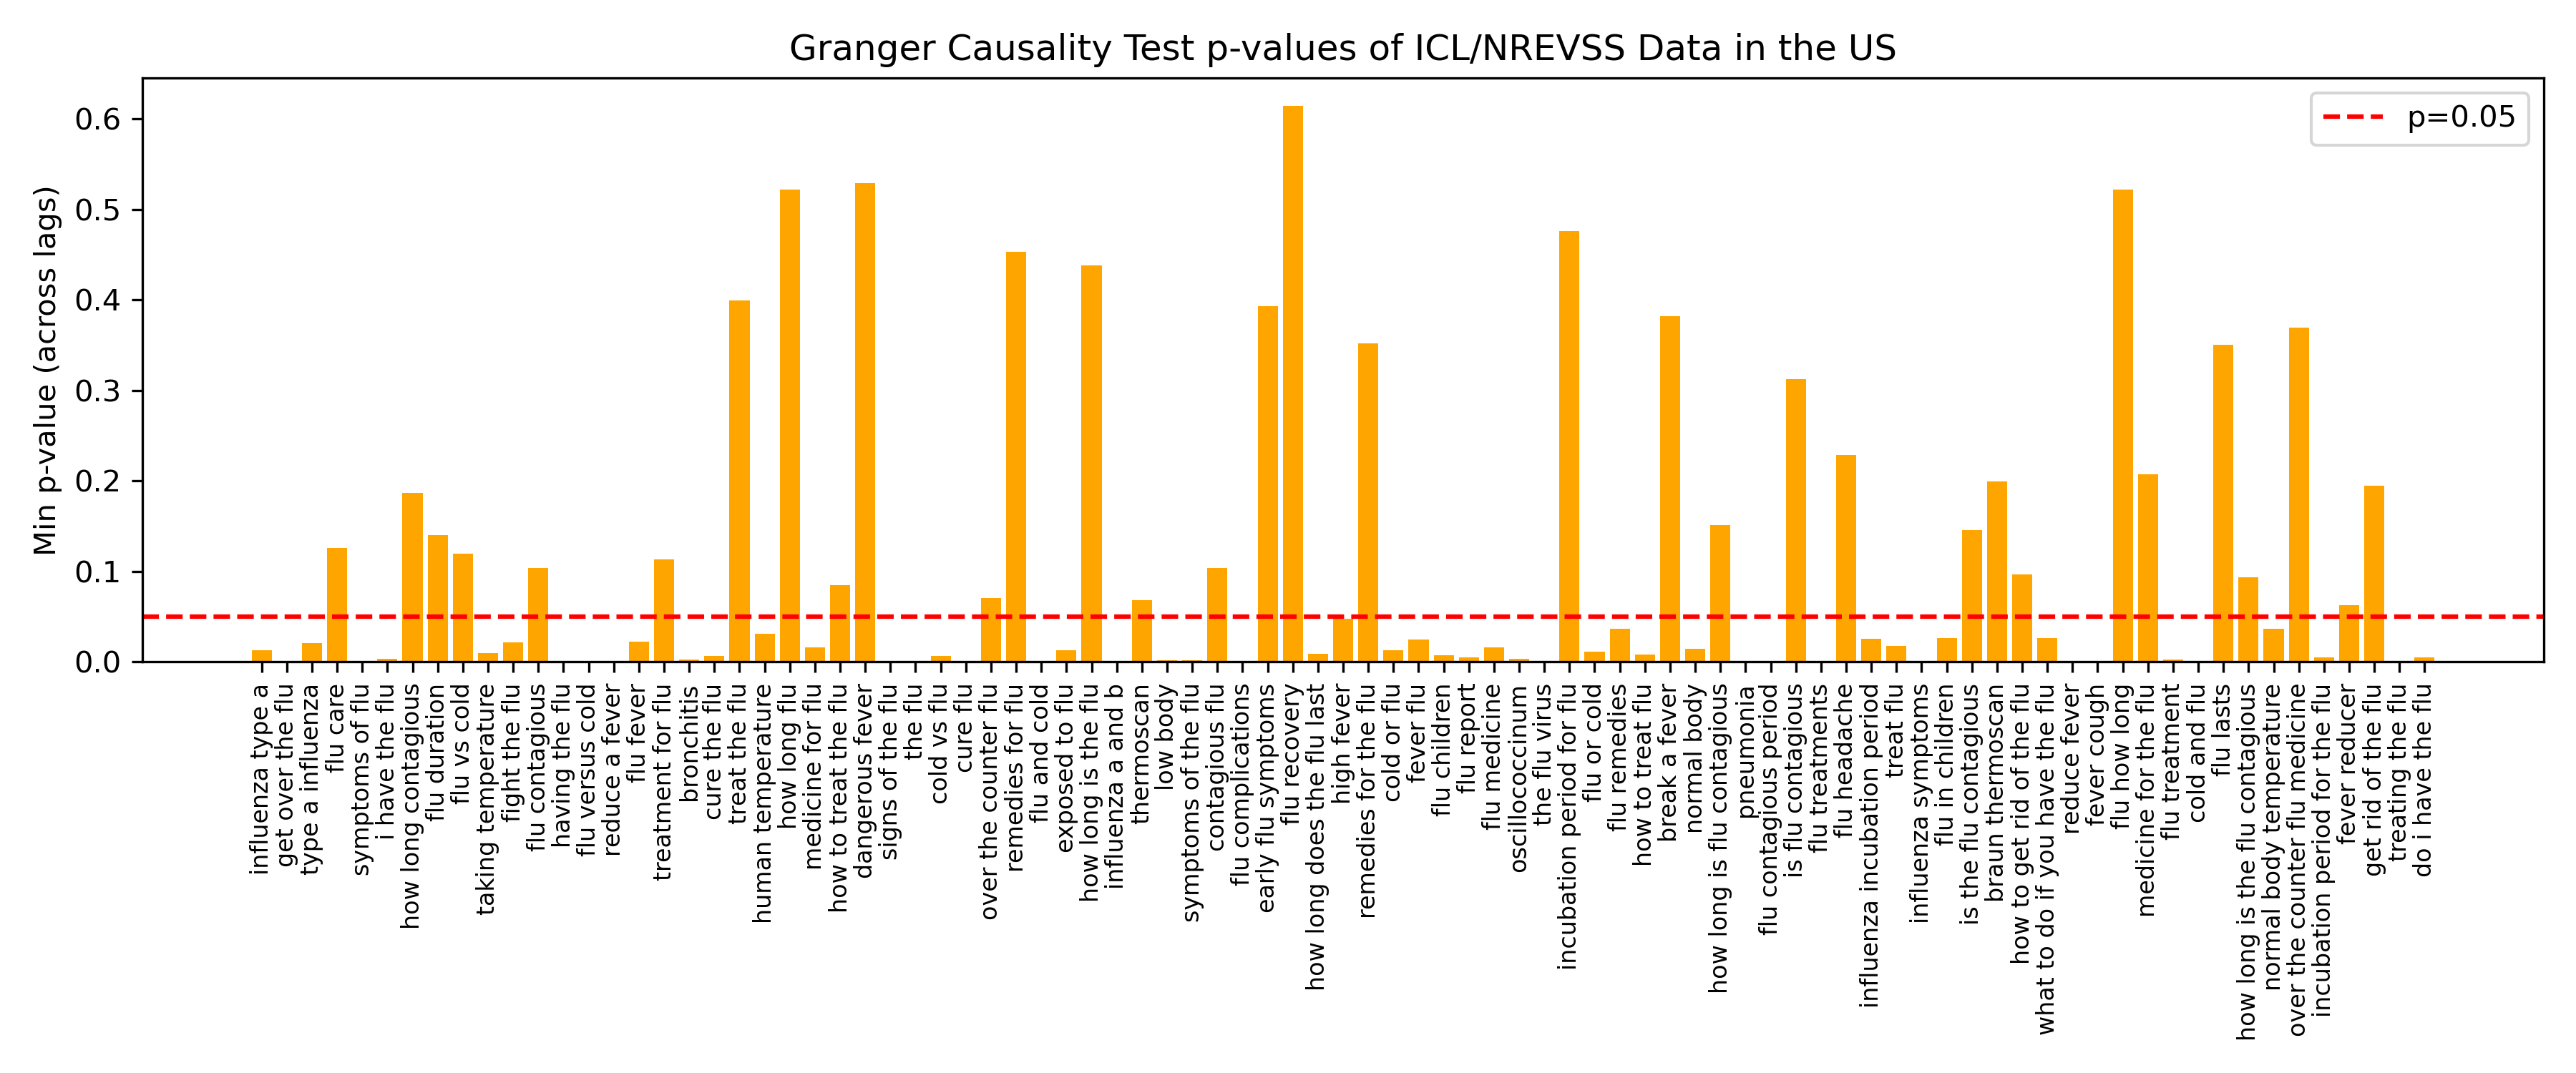 Granger Causality Test p-values of ICL/NREVSS Data in the US
p=0.05
Min p-value (across lags)
0.6
0.5
0.4
0.3
0.2
0.1
0.0
influenza type a
get over the flu
type a influenza
flu care
symptoms of flu
i have the flu
how long contagious
flu duration
flu vs cold
taking temperature
fight the flu
flu contagious
having the flu
flu versus cold
reduce a fever
flu fever
treatment for flu
bronchitis
cure the flu
treat the flu
human temperature
how long flu
medicine for flu
how to treat the flu
dangerous fever
signs of the flu
the flu
cold vs flu
cure flu
over the counter flu
remedies for flu
flu and cold
exposed to flu
how long is the flu
influenza a and b
thermoscan
low body
symptoms of the flu
contagious flu
flu complications
early flu symptoms
flu recovery
how long does the flu last
high fever
remedies for the flu
cold or flu
fever flu
flu children
flu report
flu medicine
oscillococcinum
the flu virus
incubation period for flu
flu or cold
flu remedies
how to treat flu
break a fever
normal body
how long is flu contagious
pneumonia
flu contagious period
is flu contagious
flu treatments
flu headache
influenza incubation period
treat flu
influenza symptoms
flu in children
is the flu contagious
braun thermoscan
how to get rid of the flu
what to do if you have the flu
reduce fever
fever cough
flu how long
medicine for the flu
flu treatment
cold and flu
flu lasts
how long is the flu contagious
normal body temperature
over the counter flu medicine
incubation period for the flu
fever reducer
get rid of the flu
treating the flu
do i have the flu